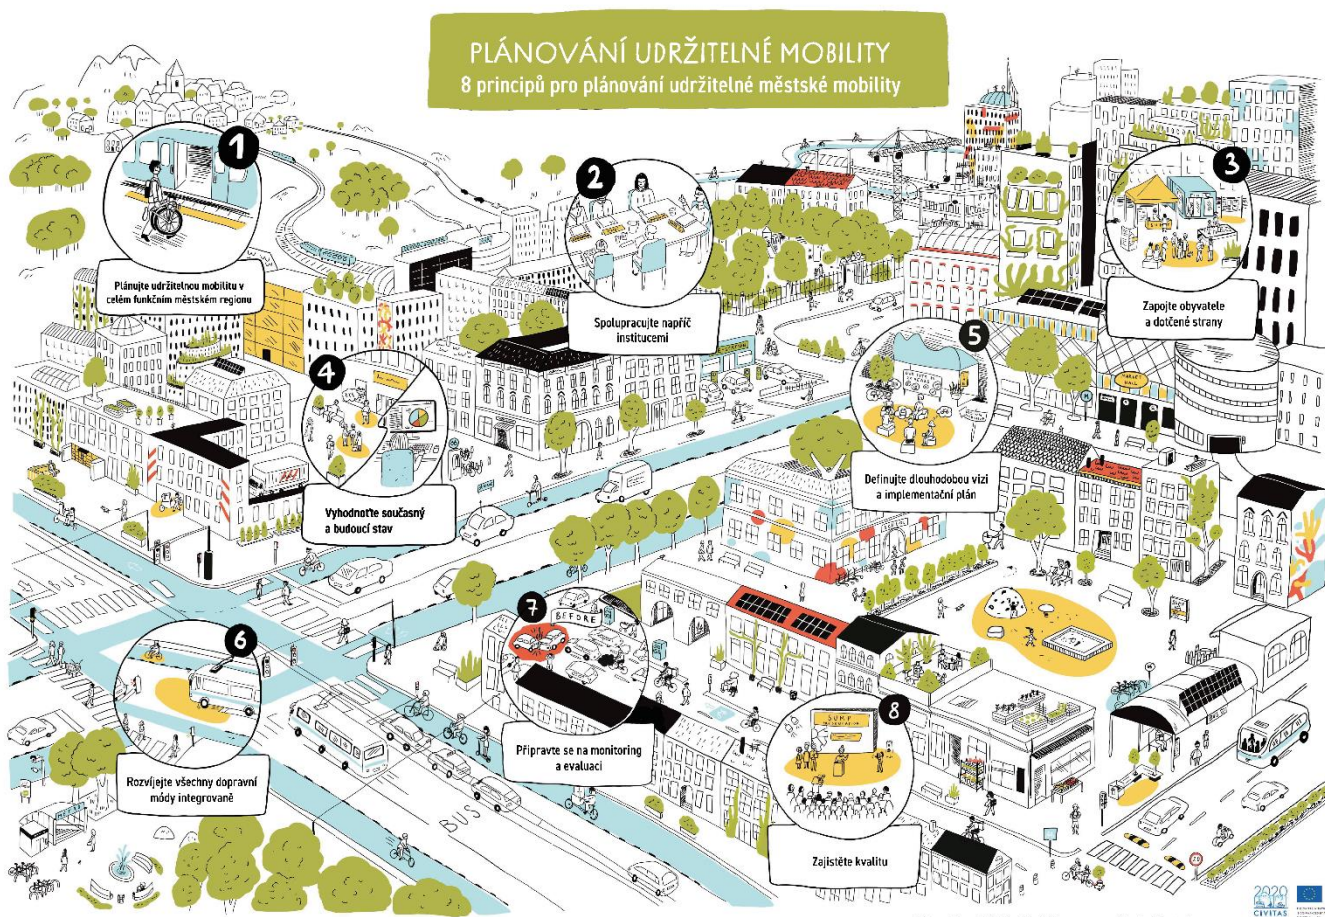 PLÁNOVÁNÍ UDRŽITELNÉ MOBILITY
8 principů pro plánování udržitelné městské mobility
1
Plánujte udržitelnou mobilitu v
celém funkčním městském regionu
2
Spolupracujte napříč
institucemi
3
Zapojte obyvatele
a dotčené strany
4
Vyhodnoťte současný
a budoucí stav
5
Definujte dlouhodobou vizi
a implementační plán
MARKET
HALL
6
Rozvíjejte všechny dopravní
módy integrovaně
BUS
7
BEFORE
Připravte se na monitoring
a evaluaci
8
SUMP
Zajistěte kvalitu
20
2020
CIVITAS